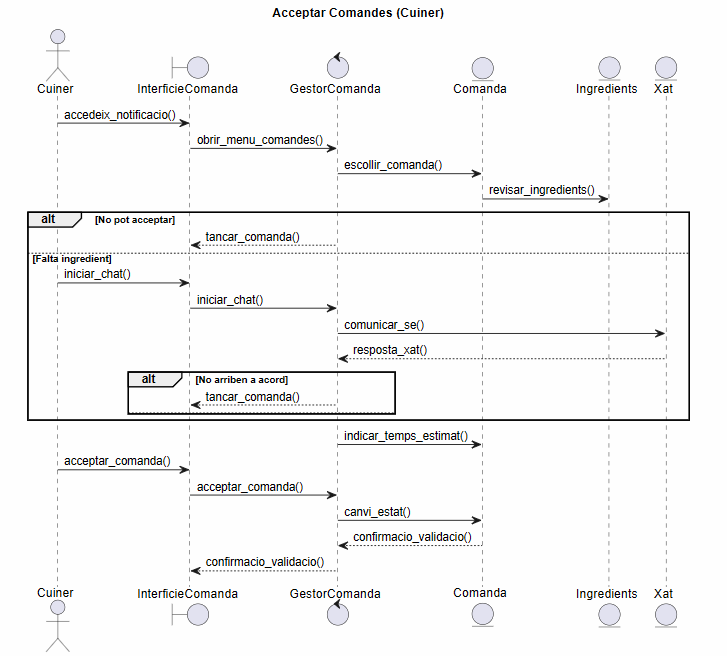 Acceptar Comandes (Cuiner)
Cuiner InterficieComanda GestorComanda Comanda Ingredients Xat
accedeix_notificacio()
obrir_menu_comandes()
escollir_comanda()
revisar_ingredients()
alt [No pot acceptar]
tancar_comanda()
[Falta ingredient]
iniciar_chat()
iniciar_chat()
comunicar_se()
resposta_xat()
alt [No arriben a acord]
tancar_comanda()
indicar_temps_estimat()
acceptar_comanda()
acceptar_comanda()
canvi_estat()
confirmacio_validacio()
confirmacio_validacio()
Cuiner InterficieComanda GestorComanda Comanda Ingredients Xat